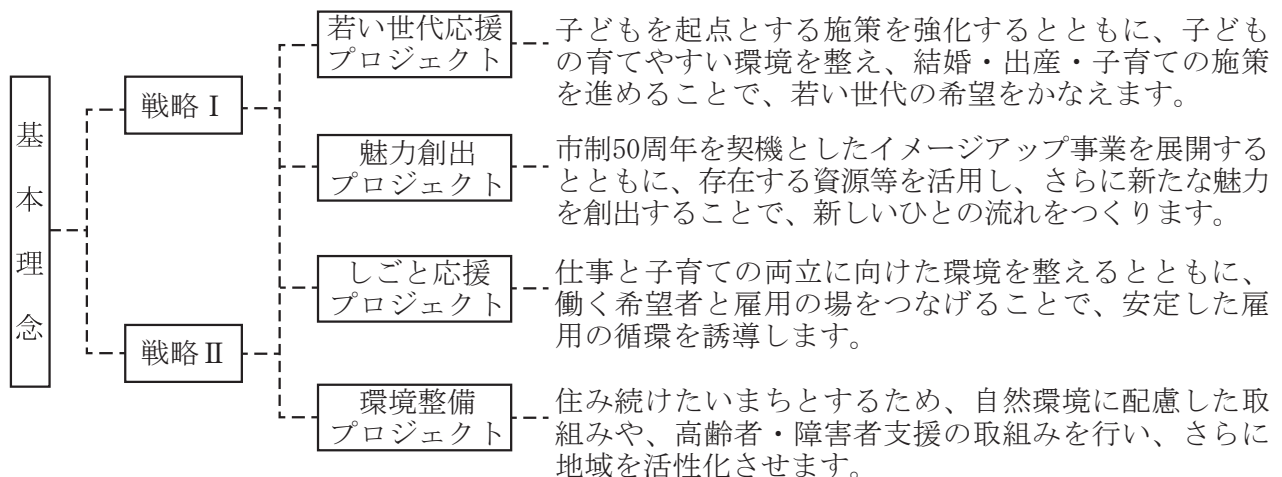 基本理念
戦略Ⅰ
戦略Ⅱ
若い世代応援
プロジェクト
子どもを起点とする施策を強化するとともに、子ども
の育てやすい環境を整え、結婚・出産・子育ての施策
を進めることで、若い世代の希望をかなえます。
魅力創出
プロジェクト
市制50周年を契機としたイメージアップ事業を展開する
とともに、存在する資源等を活用し、さらに新たな魅力
を創出することで、新しいひとの流れをつくります。
しごと応援
プロジェクト
仕事と子育ての両立に向けた環境を整えるとともに、
働く希望者と雇用の場をつなげることで、安定した雇
用の循環を誘導します。
環境整備
プロジェクト
住み続けたいまちとするため、自然環境に配慮した取
組みや、高齢者・障害者支援の取組みを行い、さらに
地域を活性化させます。